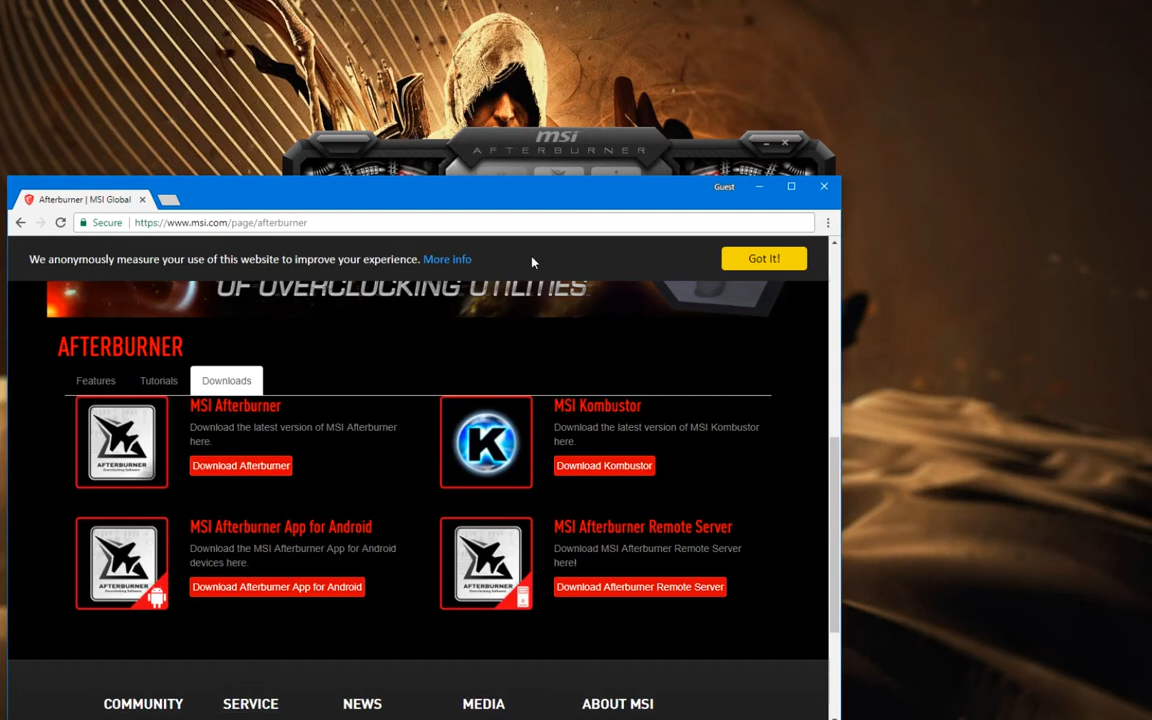 msi
AFTERBURNER
Guest
Afterburner | MSI Global
Secure
https://www.msi.com/page/afterburner
We anonymously measure your use of this website to improve your experience. More info
Got It!
OF OVERCLOCKING UTILITIES
AFTERBURNER
Features
Tutorials
Downloads
MSI Afterburner
Download the latest version of MSI Afterburner
here.
Download Afterburner
MSI Kombustor
Download the latest version of MSI Kombustor
here.
Download Kombustor
AFTERBURNER
K
MSI Afterburner App for Android
Download the MSI Afterburner App for Android
devices here.
Download Afterburner App for Android
MSI Afterburner Remote Server
Download MSI Afterburner Remote Server
here!
Download Afterburner Remote Server
AFTERBURNER
AFTERBURNER
COMMUNITY
SERVICE
NEWS
MEDIA
ABOUT MSI